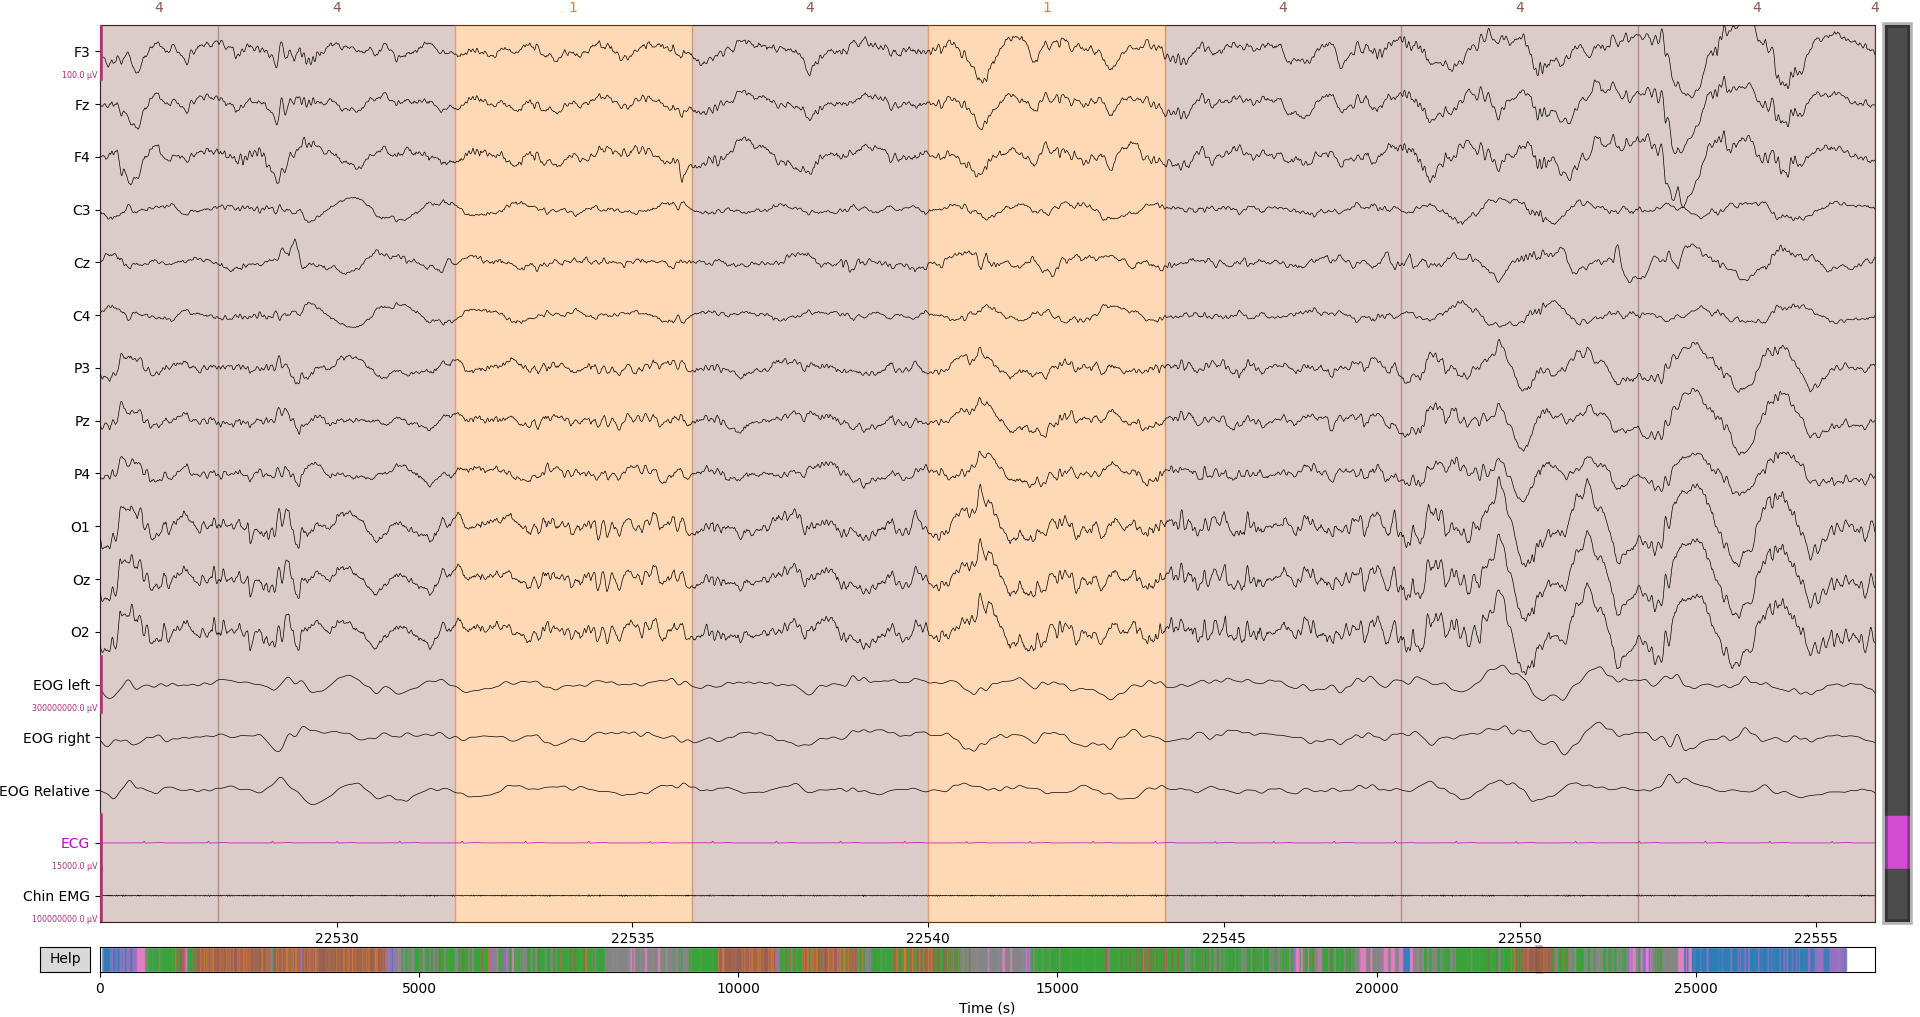 4 4 1 4 1 4 4 4 4
F3
100.0 µV
Fz
F4
C3
Cz
C4
P3
Pz
P4
O1
Oz
O2
EOG left
300000000.0 µV
EOG right
EOG Relative
ECG
15000.0 µV
Chin EMG
100000000.0 µV
22530 22535 22540 22545 22550 22555
Help
0 5000 10000 15000 20000 25000
Time (s)